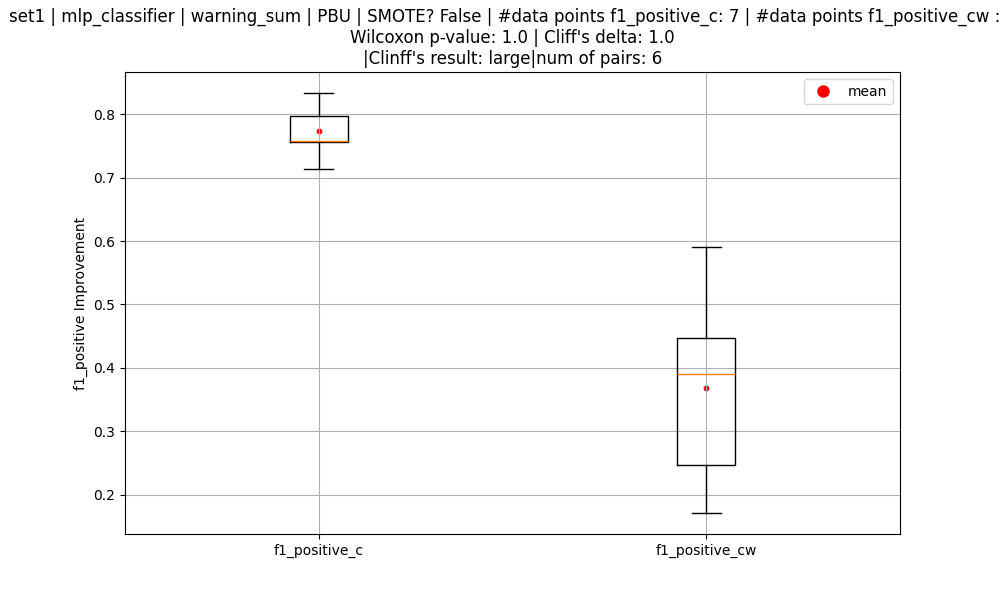 set1 | mlp_classifier | warning_sum | PBU | SMOTE? False | #data points f1_positive_c: 7 | #data points f1_positive_cw :
Wilcoxon p-value: 1.0 | Cliff's delta: 1.0
|Clinff's result: large|num of pairs: 6
mean
0.8
0.7
0.6
0.5
0.4
0.3
0.2
f1_positive Improvement
f1_positive_c
f1_positive_cw